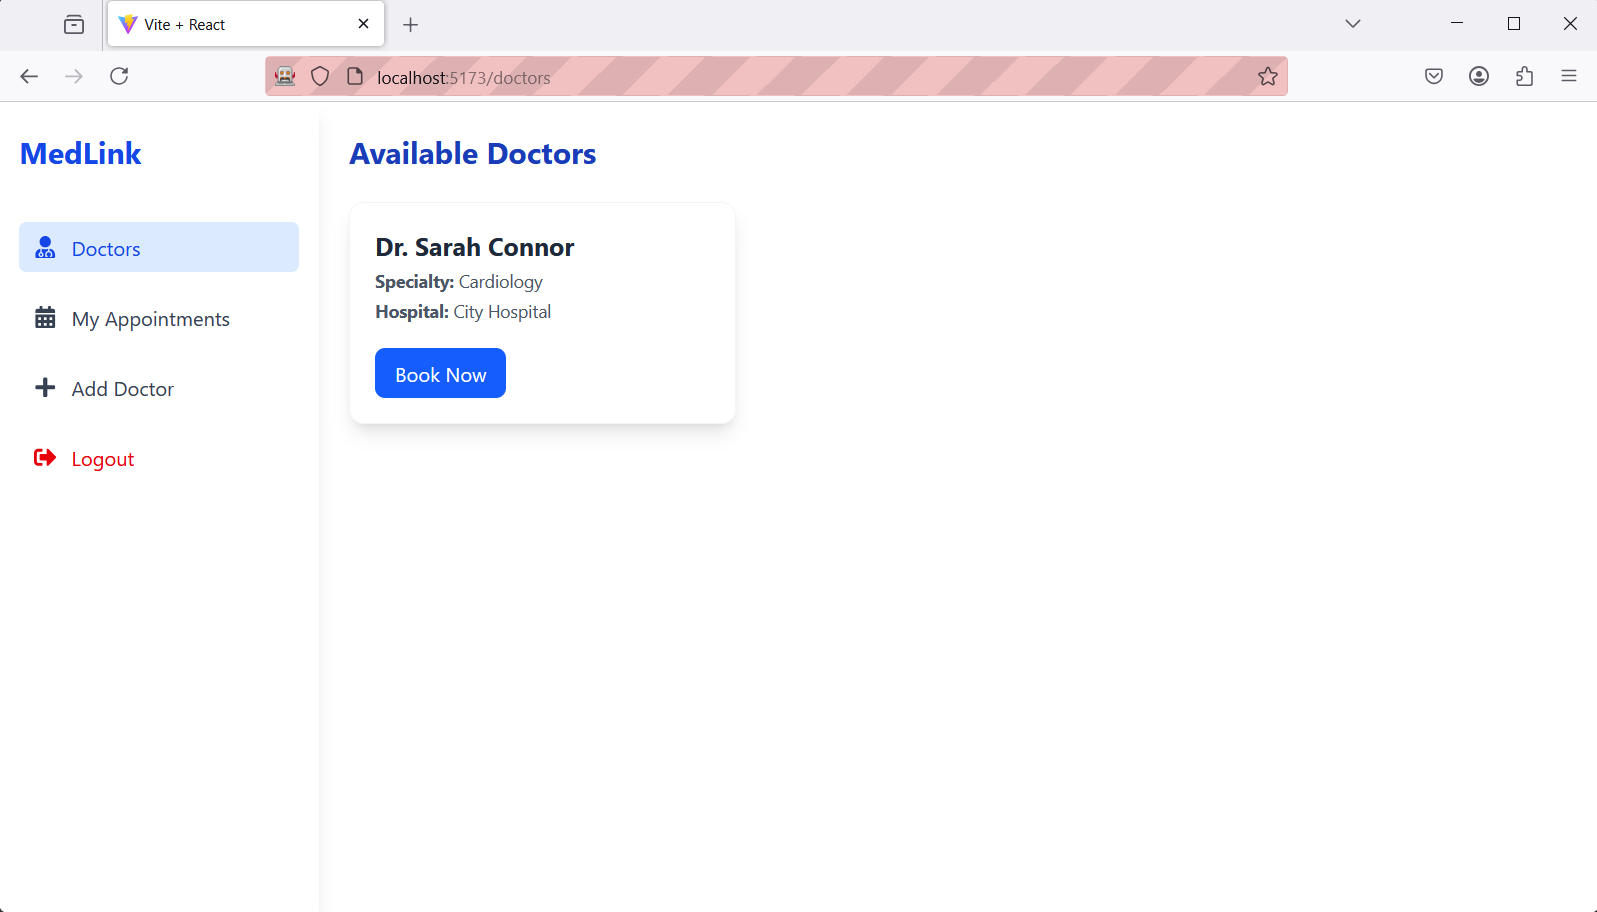 Vite + React
localhost:5173/doctors
MedLink
Doctors
My Appointments
Add Doctor
Logout
Available Doctors
Dr. Sarah Connor
Specialty: Cardiology
Hospital: City Hospital
Book Now